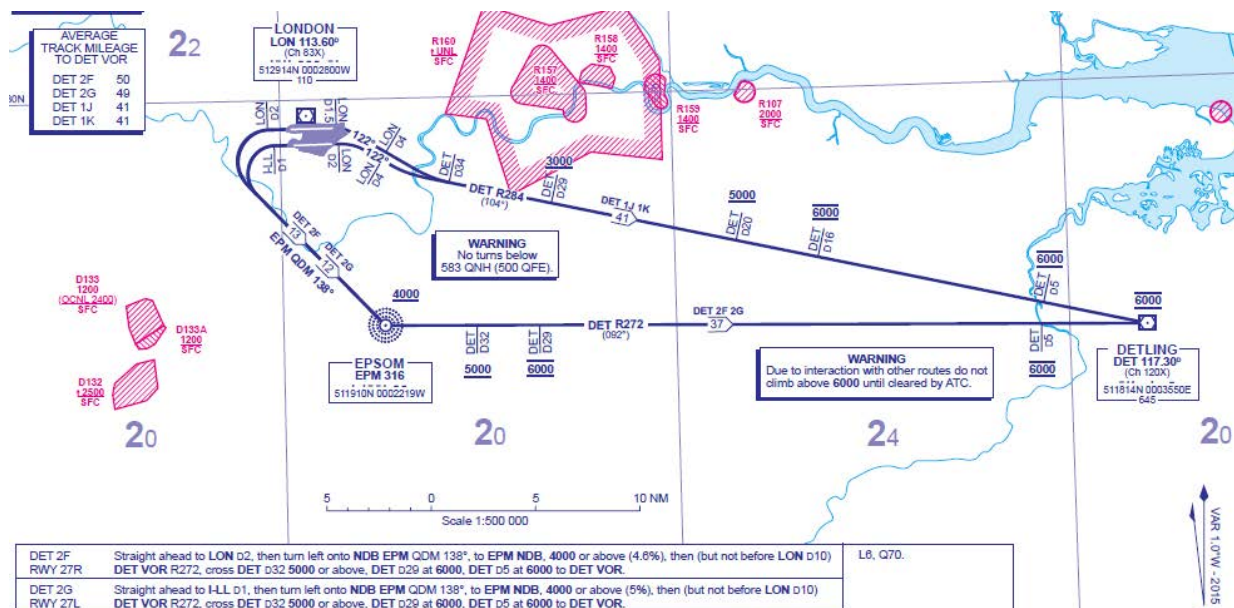 AVERAGE
TRACK MILEAGE
TO DET VOR
DET 2F 50
DET 2G 49
DET 1J 41
DET 1K 41
2₂
LONDON
LON 113.60°
(Ch 83X)
512914N 0002800W
110
R160
↑ UNL
SFC
R158
1400
SFC
R157
1400
SFC
R159
1400
SFC
R107
2000
SFC
LON
D2
D1.5
LON
I-LL
D1
LON
D2
122°
122°
LON
D4
LON
D4
DET
D34
3000
DET
D29
DET R284
(104°)
DET 1J 1K
41
5000
DET
D20
6000
DET
D16
6000
DET
D5
6000
DET 2F
13
DET 2G
12
EPM QDM 138°
WARNING
No turns below
583 QNH (500 QFE).
D133
1200
(OCNL 2400)
SFC
D133A
1200
SFC
D132
↑2500
SFC
4000
DET R272
(092°)
DET 2F 2G
37
DET
D32
5000
DET
D29
6000
DET
D5
6000
EPSOM
EPM 316
511910N 0002219W
WARNING
Due to interaction with other routes do not
climb above 6000 until cleared by ATC.
DETLING
DET 117.30°
(Ch 120X)
511814N 0003550E
645
2₀
2₀
2₄
2₀
5 0 5 10 NM
Scale 1:500 000
VAR 1.0°W - 2015
DET 2F Straight ahead to LON D2, then turn left onto NDB EPM QDM 138°, to EPM NDB, 4000 or above (4.6%), then (but not before LON D10) L6, Q70.
RWY 27R DET VOR R272, cross DET D32 5000 or above, DET D29 at 6000, DET D5 at 6000 to DET VOR.
DET 2G Straight ahead to I-LL D1, then turn left onto NDB EPM QDM 138°, to EPM NDB, 4000 or above (5%), then (but not before LON D10)
RWY 27L DET VOR R272, cross DET D32 5000 or above, DET D29 at 6000, DET D5 at 6000 to DET VOR.